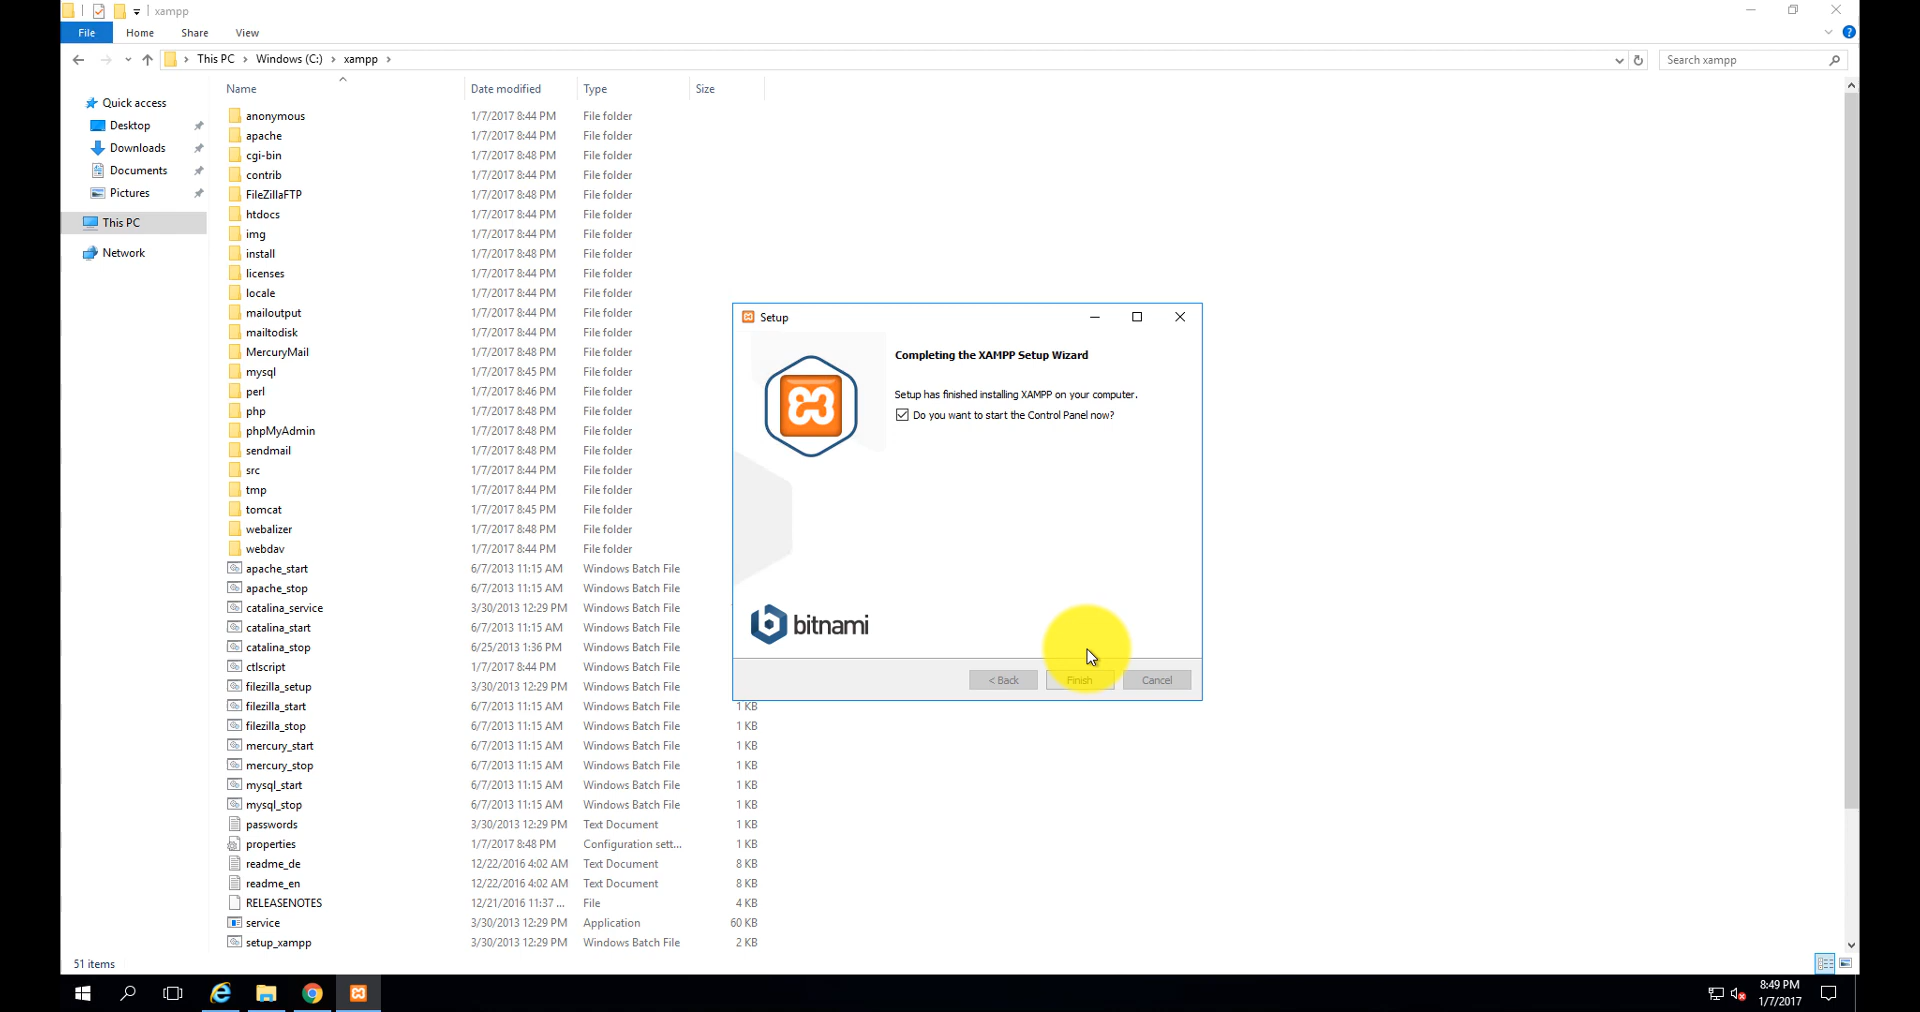 xampp
File Home Share View
This PC Windows (C:) xampp Search xampp
Name Date modified Type Size
Quick access
Desktop
Downloads
Documents
Pictures
This PC
Network
anonymous 1/7/2017 8:44 PM File folder
apache 1/7/2017 8:44 PM File folder
cgi-bin 1/7/2017 8:48 PM File folder
contrib 1/7/2017 8:44 PM File folder
FileZillaFTP 1/7/2017 8:48 PM File folder
htdocs 1/7/2017 8:44 PM File folder
img 1/7/2017 8:44 PM File folder
install 1/7/2017 8:48 PM File folder
licenses 1/7/2017 8:44 PM File folder
locale 1/7/2017 8:44 PM File folder
mailoutput 1/7/2017 8:44 PM File folder
mailtodisk 1/7/2017 8:44 PM File folder
MercuryMail 1/7/2017 8:48 PM File folder
mysql 1/7/2017 8:45 PM File folder
perl 1/7/2017 8:46 PM File folder
php 1/7/2017 8:48 PM File folder
phpMyAdmin 1/7/2017 8:48 PM File folder
sendmail 1/7/2017 8:48 PM File folder
src 1/7/2017 8:44 PM File folder
tmp 1/7/2017 8:44 PM File folder
tomcat 1/7/2017 8:45 PM File folder
webalizer 1/7/2017 8:48 PM File folder
webdav 1/7/2017 8:44 PM File folder
apache_start 6/7/2013 11:15 AM Windows Batch File
apache_stop 6/7/2013 11:15 AM Windows Batch File
catalina_service 3/30/2013 12:29 PM Windows Batch File
catalina_start 6/7/2013 11:15 AM Windows Batch File
catalina_stop 6/25/2013 1:36 PM Windows Batch File
ctlscript 1/7/2017 8:44 PM Windows Batch File
filezilla_setup 3/30/2013 12:29 PM Windows Batch File
filezilla_start 6/7/2013 11:15 AM Windows Batch File 1 KB
filezilla_stop 6/7/2013 11:15 AM Windows Batch File 1 KB
mercury_start 6/7/2013 11:15 AM Windows Batch File 1 KB
mercury_stop 6/7/2013 11:15 AM Windows Batch File 1 KB
mysql_start 6/7/2013 11:15 AM Windows Batch File 1 KB
mysql_stop 6/7/2013 11:15 AM Windows Batch File 1 KB
passwords 3/30/2013 12:29 PM Text Document 1 KB
properties 1/7/2017 8:48 PM Configuration sett... 1 KB
readme_de 12/22/2016 4:02 AM Text Document 8 KB
readme_en 12/22/2016 4:02 AM Text Document 8 KB
RELEASENOTES 12/21/2016 11:37 ... File 4 KB
service 3/30/2013 12:29 PM Application 60 KB
setup_xampp 3/30/2013 12:29 PM Windows Batch File 2 KB
Setup
Completing the XAMPP Setup Wizard
Setup has finished installing XAMPP on your computer.
Do you want to start the Control Panel now?
bitnami
< Back Finish Cancel
51 items
8:49 PM
1/7/2017